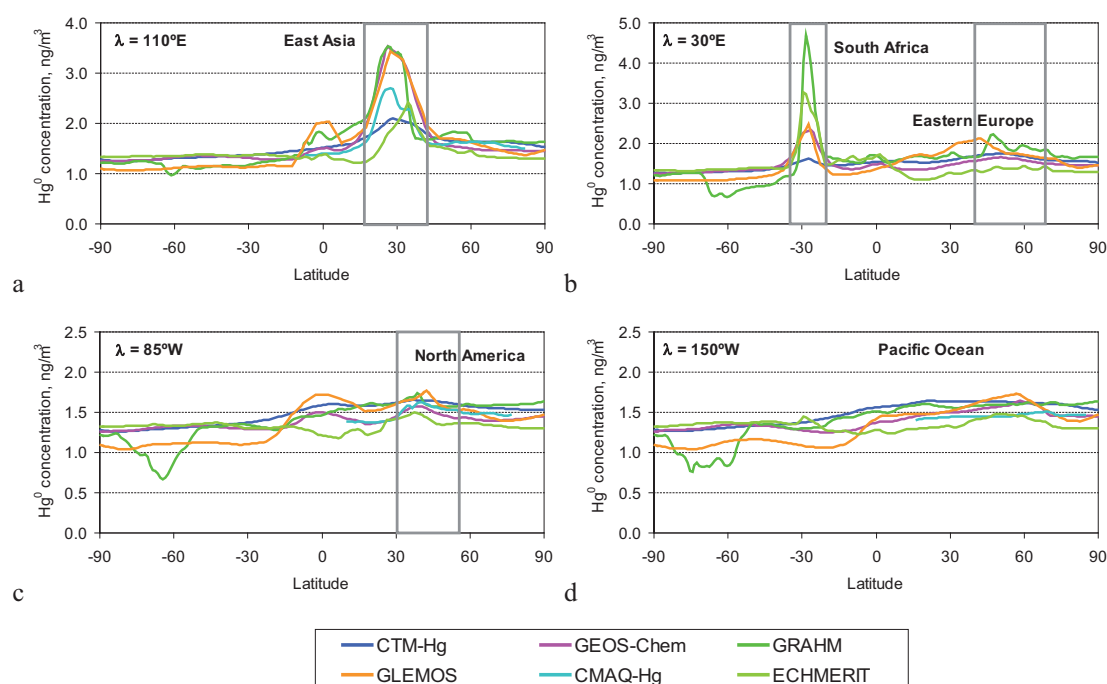 λ = 110ºE
East Asia
Hg⁰ concentration, ng/m³
4.0
3.0
2.0
1.0
0.0
-90 -60 -30 0 30 60 90
Latitude
a
λ = 30ºE
South Africa
Eastern Europe
Hg⁰ concentration, ng/m³
5.0
4.0
3.0
2.0
1.0
0.0
-90 -60 -30 0 30 60 90
Latitude
b
λ = 85ºW
North America
Hg⁰ concentration, ng/m³
2.5
2.0
1.5
1.0
0.5
0.0
-90 -60 -30 0 30 60 90
Latitude
c
λ = 150ºW
Pacific Ocean
Hg⁰ concentration, ng/m³
2.5
2.0
1.5
1.0
0.5
0.0
-90 -60 -30 0 30 60 90
Latitude
d
CTM-Hg GEOS-Chem GRAHM
GLEMOS CMAQ-Hg ECHMERIT